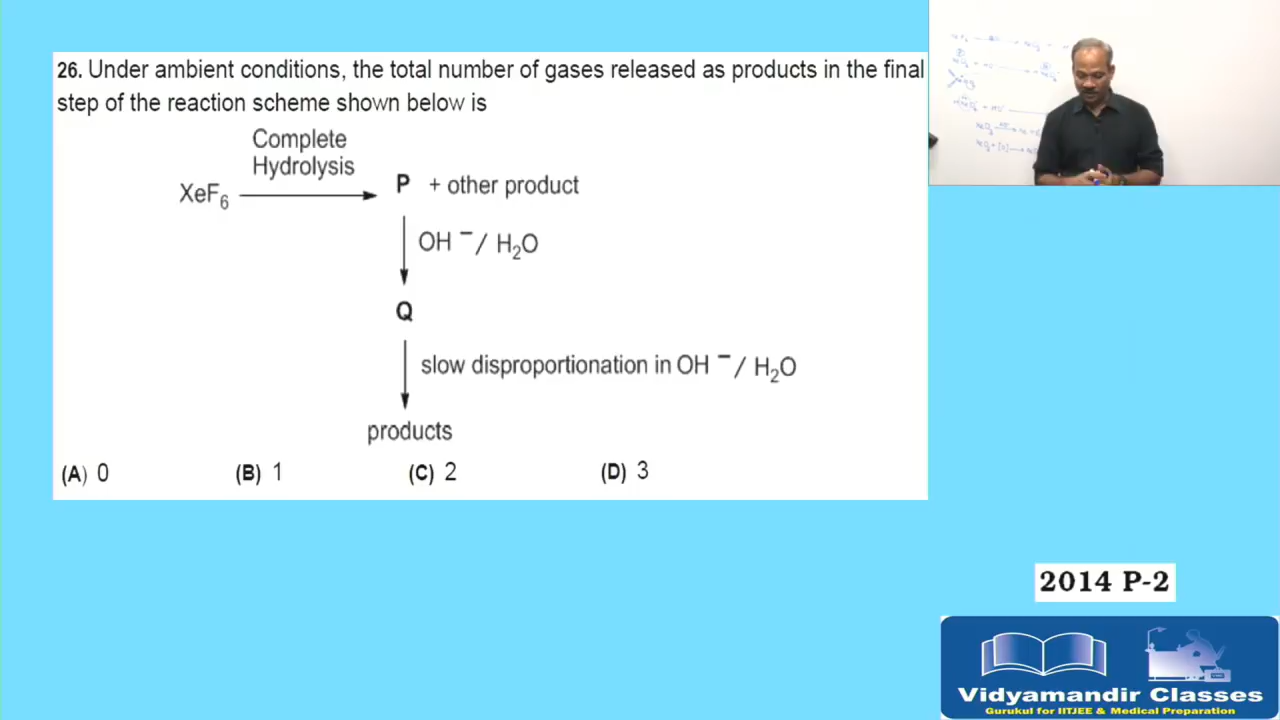 26. Under ambient conditions, the total number of gases released as products in the final
step of the reaction scheme shown below is
Complete
Hydrolysis
XeF₆ P + other product
OH⁻/ H₂O
Q
slow disproportionation in OH⁻/ H₂O
products
(A) 0 (B) 1 (C) 2 (D) 3
2014 P-2
Vidyamandir Classes
Gurukul for IITJEE & Medical Preparation